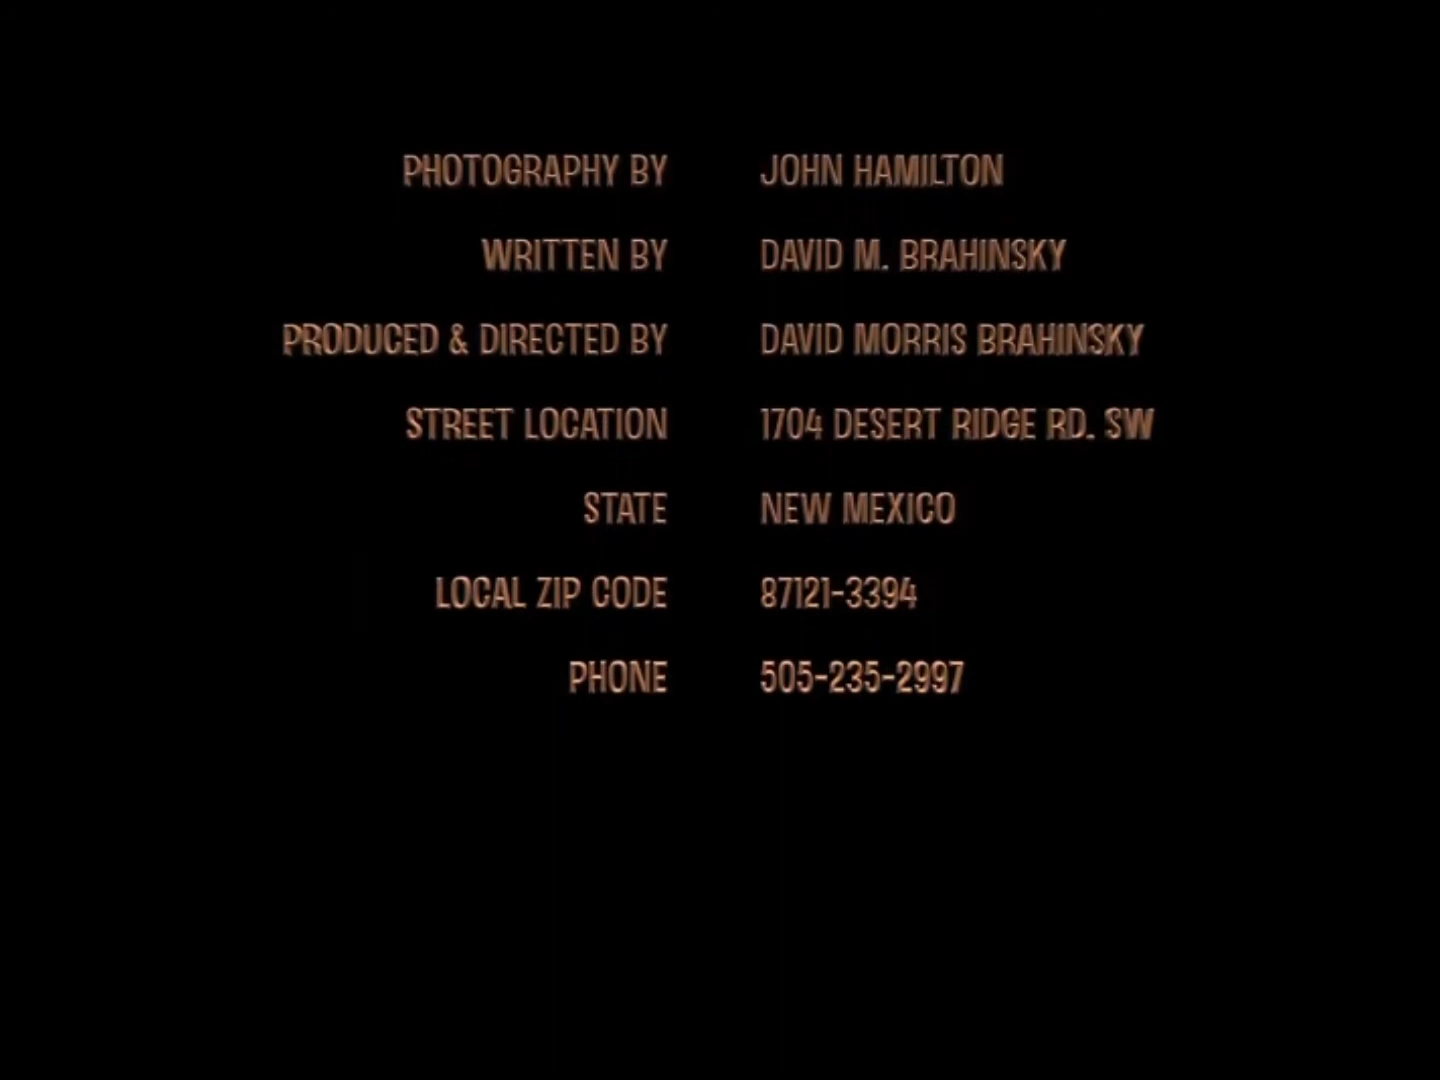 PHOTOGRAPHY BY JOHN HAMILTON
WRITTEN BY DAVID M. BRAHINSKY
PRODUCED & DIRECTED BY DAVID MORRIS BRAHINSKY
STREET LOCATION 1704 DESERT RIDGE RD. SW
STATE NEW MEXICO
LOCAL ZIP CODE 87121-3394
PHONE 505-235-2997